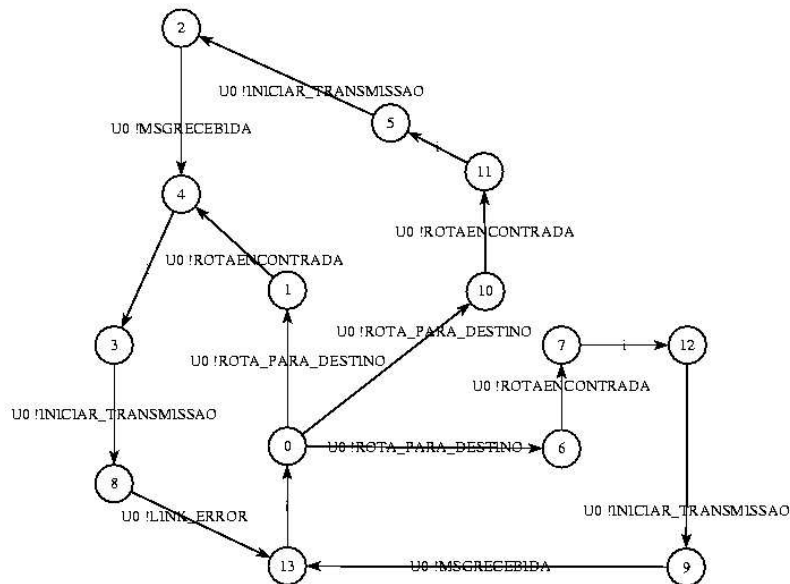 2
U0 !INICIAR_TRANSMISSAO
5
U0 !MSGRECEBIDA
i
11
4
U0 !ROTAENCONTRADA
U0 !ROTAENCONTRADA
i
1
10
U0 !ROTA_PARA_DESTINO
3
7
i
12
U0 !ROTA_PARA_DESTINO
U0 !ROTAENCONTRADA
U0 !INICIAR_TRANSMISSAO
0
U0 !ROTA_PARA_DESTINO
6
8
i
U0 !INICIAR_TRANSMISSAO
U0 !LINK_ERROR
13
U0 !MSGRECEBIDA
9